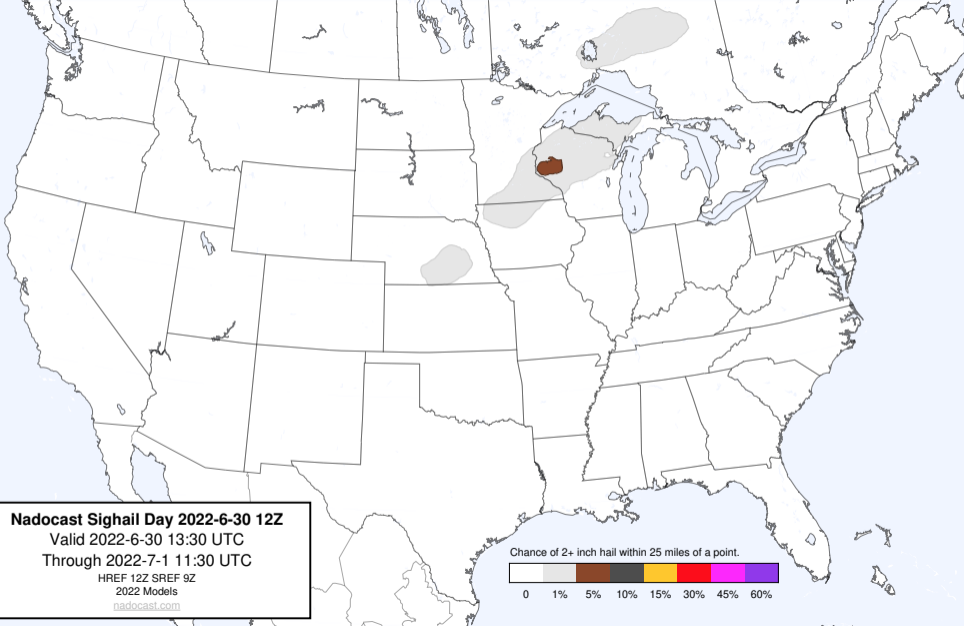 Nadocast Sighail Day 2022-6-30 12Z
Valid 2022-6-30 13:30 UTC
Through 2022-7-1 11:30 UTC
HREF 12Z SREF 9Z
2022 Models
nadocast.com
Chance of 2+ inch hail within 25 miles of a point.
0 1% 5% 10% 15% 30% 45% 60%